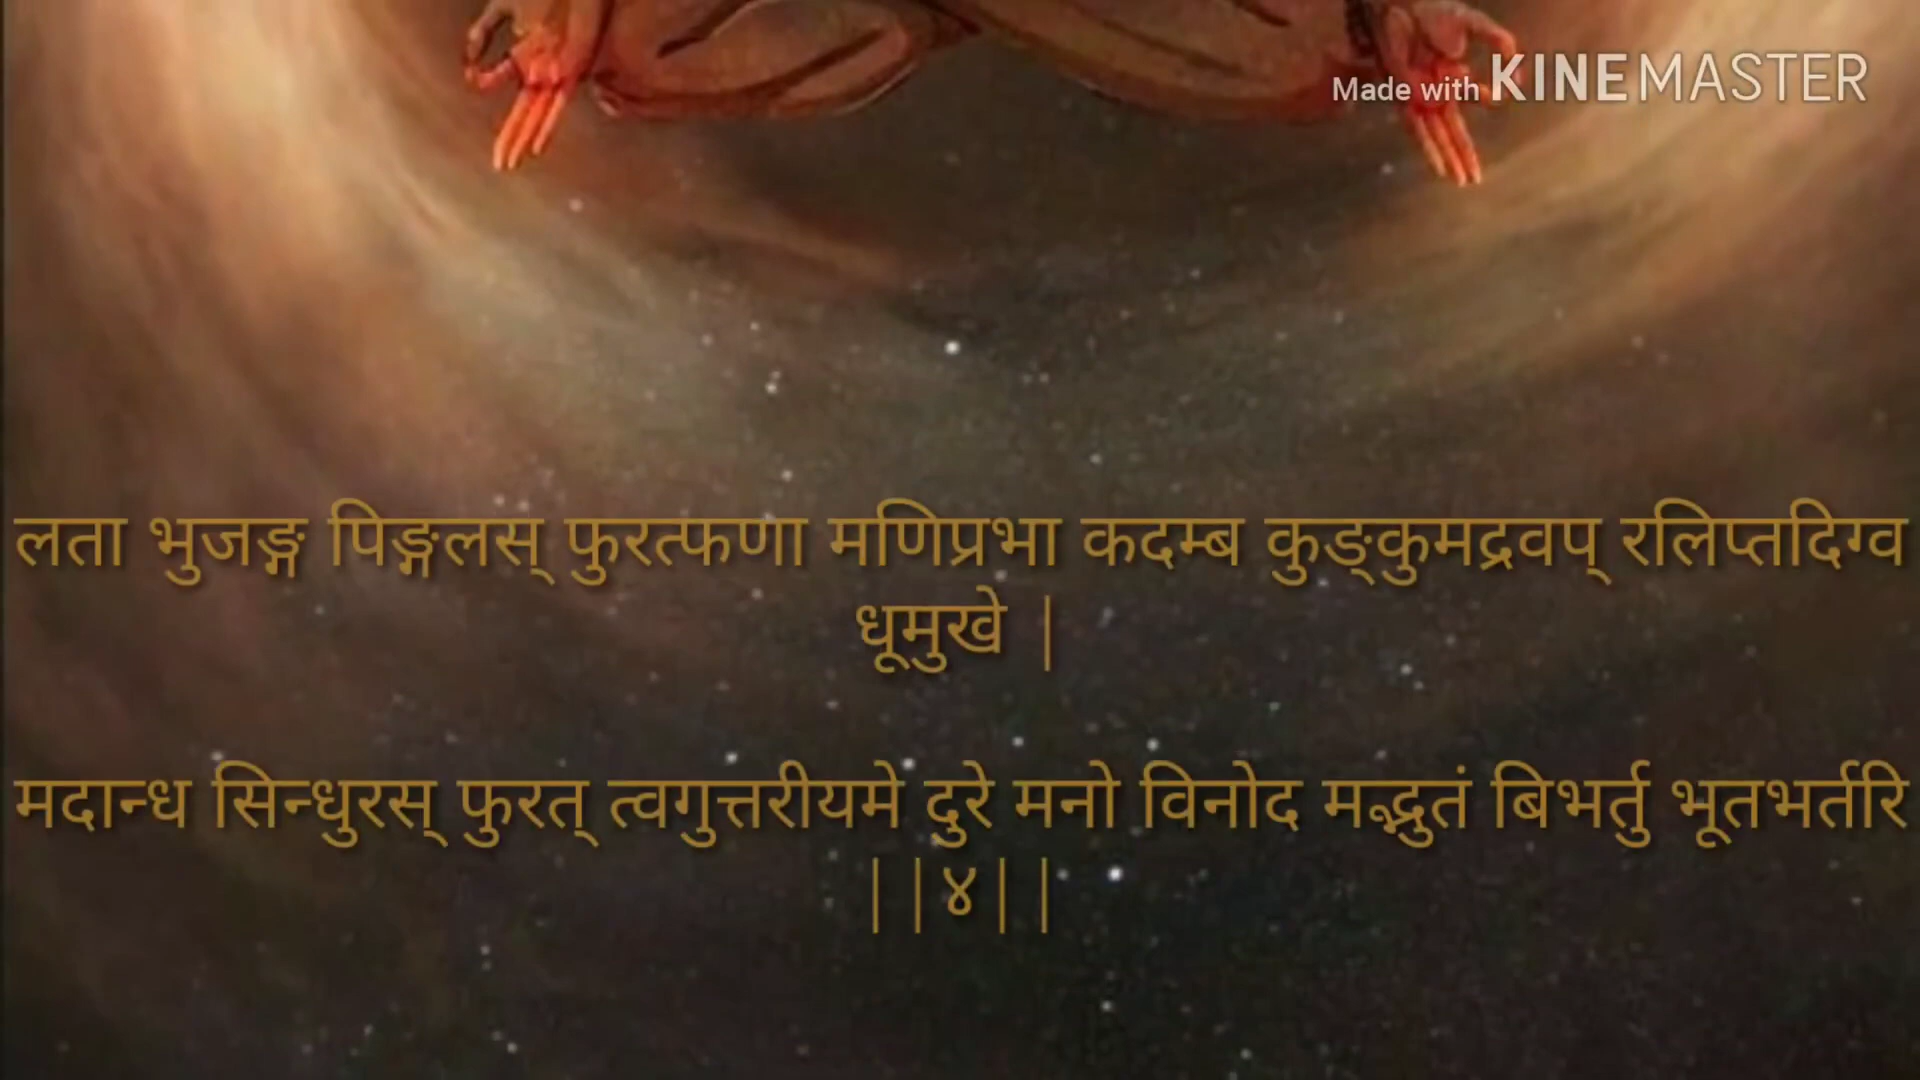 Made with KINEMASTER
लता भुजङ्ग पिङ्गलस् फुरत्फणा मणिप्रभा कदम्ब कुङ्कुमद्रवप् रलिप्तदिग्व
धूमुखे |
मदान्ध सिन्धुरस् फुरत् त्वगुत्तरीयमे दुरे मनो विनोद मद्भुतं बिभर्तु भूतभर्तरि
||४||